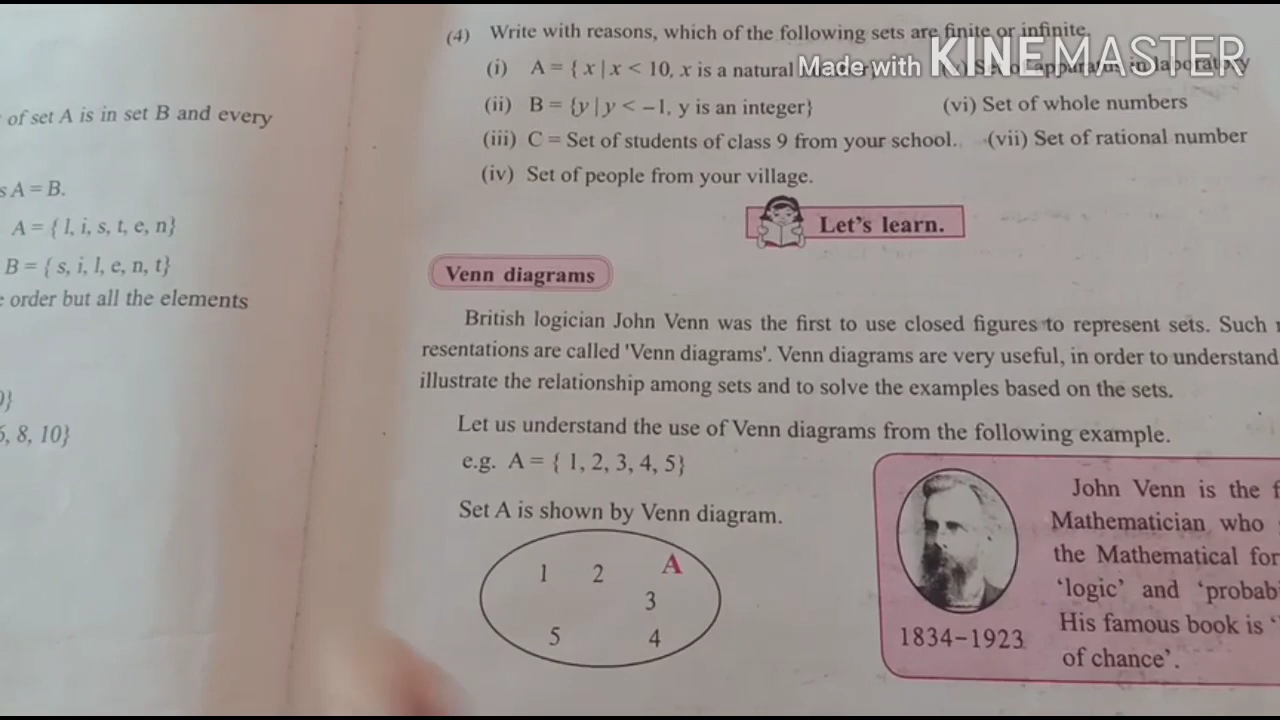 of set A is in set B and every
A = B.
A = { l, i, s, t, e, n}
B = { s, i, l, e, n, t}
order but all the elements
8, 10}
(4) Write with reasons, which of the following sets are finite or infinite.
(i) A = { x | x < 10, x is a natural
Made with KINEMASTER
apparatus in laboratory
(ii) B = {y | y < −1, y is an integer}
(vi) Set of whole numbers
(iii) C = Set of students of class 9 from your school.
(vii) Set of rational number
(iv) Set of people from your village.
Let's learn.
Venn diagrams
British logician John Venn was the first to use closed figures to represent sets. Such
resentations are called 'Venn diagrams'. Venn diagrams are very useful, in order to understand
illustrate the relationship among sets and to solve the examples based on the sets.
Let us understand the use of Venn diagrams from the following example.
e.g. A = { 1, 2, 3, 4, 5}
Set A is shown by Venn diagram.
1 2 A
3
5 4
John Venn is the
Mathematician who
the Mathematical
'logic' and
His famous book is
of chance'.
1834-1923